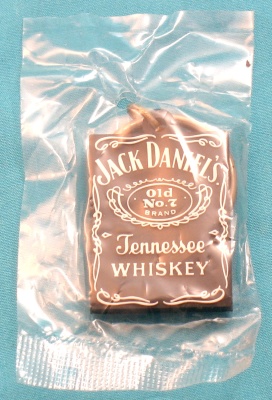 JACK DANIEL'S
Old
No. 7
BRAND
Tennessee
WHISKEY